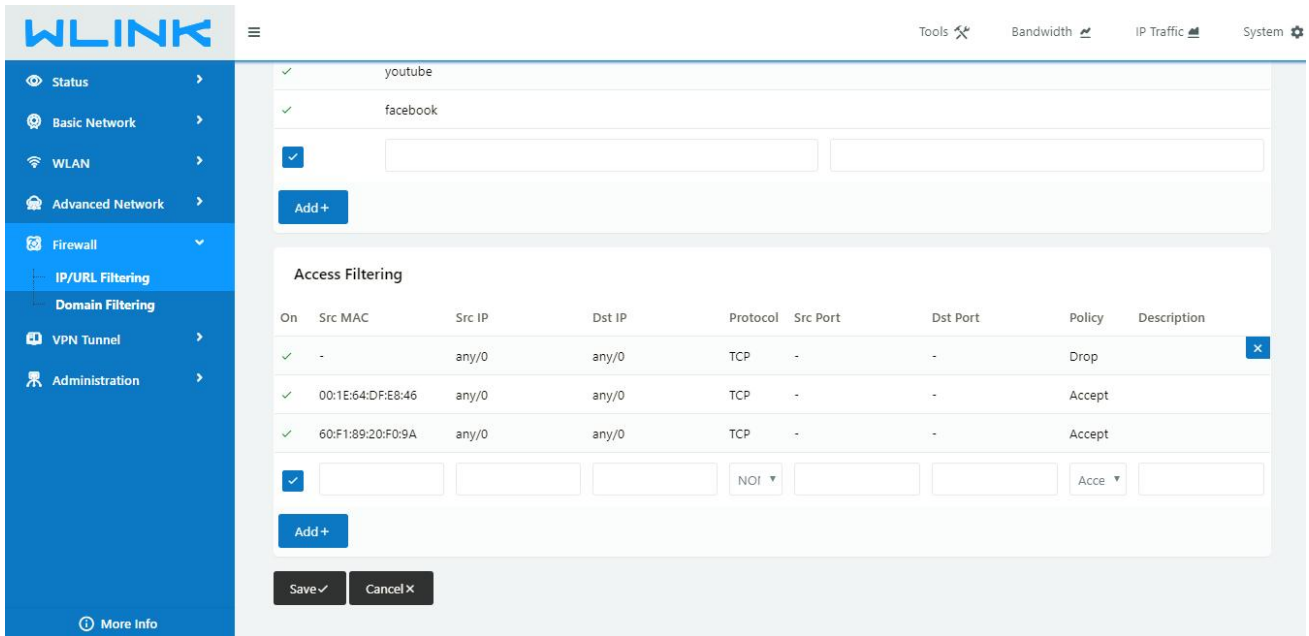 WLINK
Tools Bandwidth IP Traffic System
Status
Basic Network
WLAN
Advanced Network
Firewall
IP/URL Filtering
Domain Filtering
VPN Tunnel
Administration
More Info
youtube
facebook
Add +
Access Filtering
On Src MAC Src IP Dst IP Protocol Src Port Dst Port Policy Description
- any/0 any/0 TCP - - Drop
00:1E:64:DF:E8:46 any/0 any/0 TCP - - Accept
60:F1:89:20:F0:9A any/0 any/0 TCP - - Accept
Acce
Add +
Save Cancel